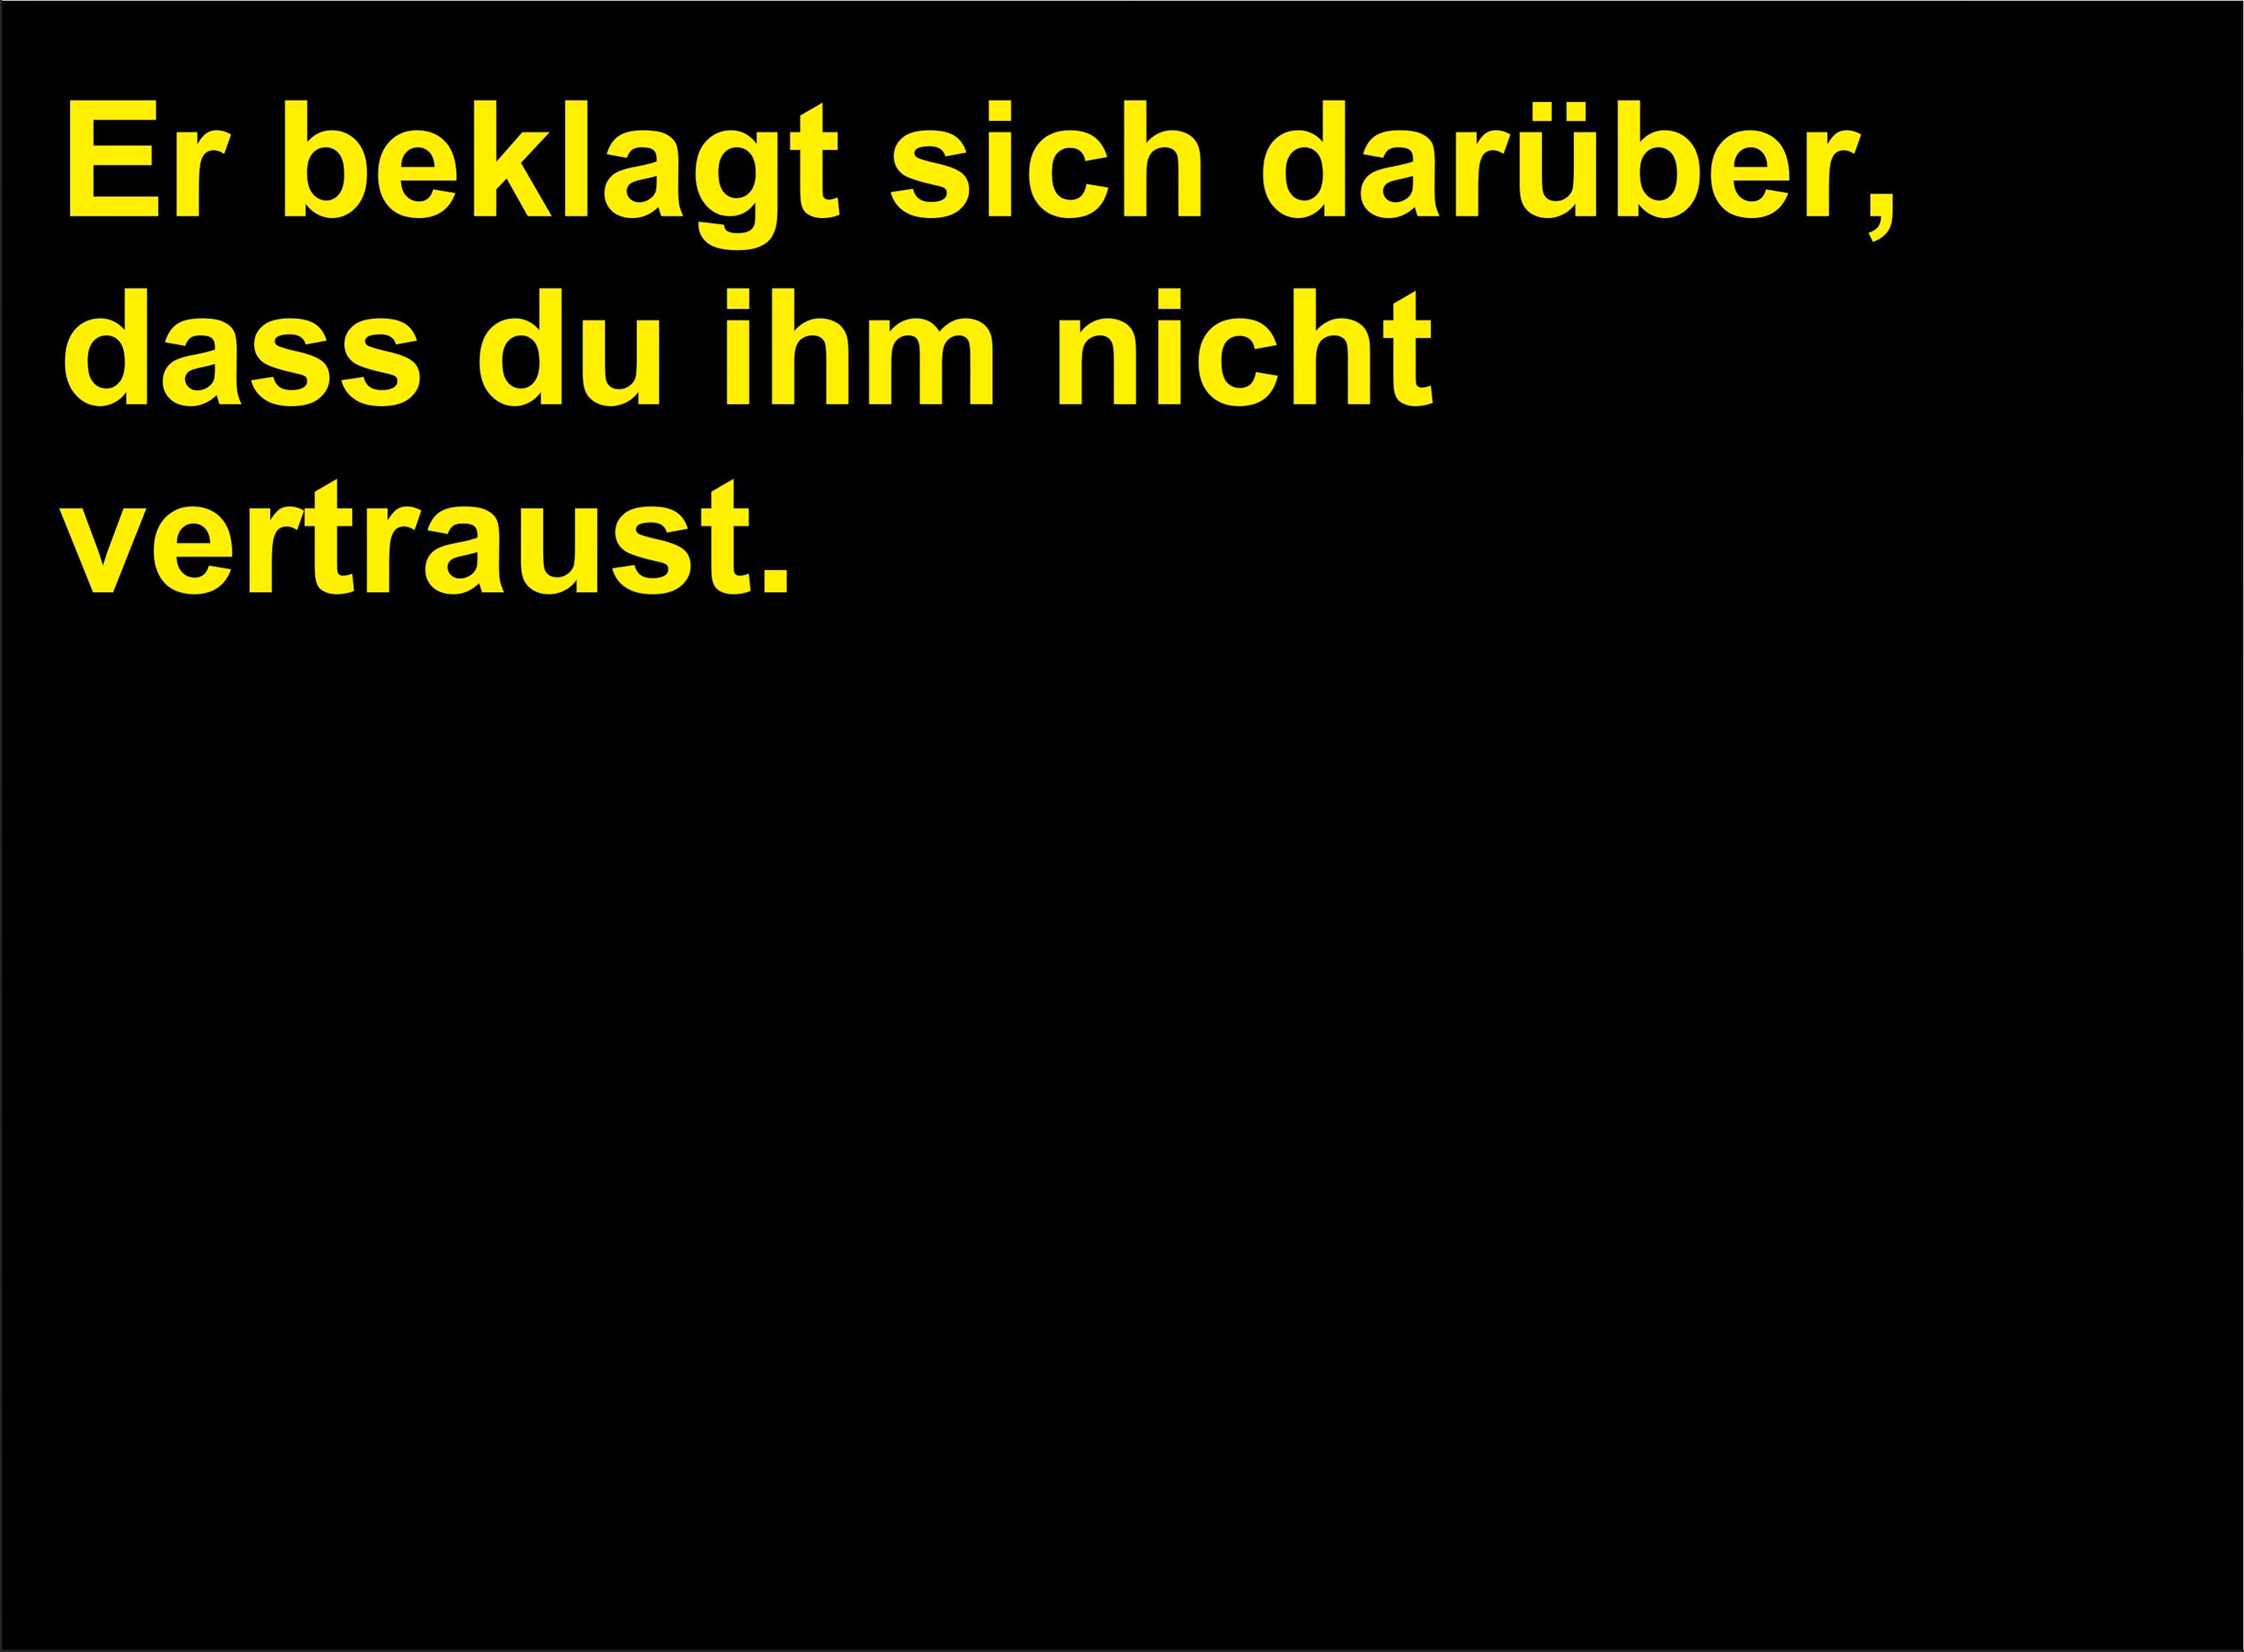 Er beklagt sich darüber,
dass du ihm nicht
vertraust.